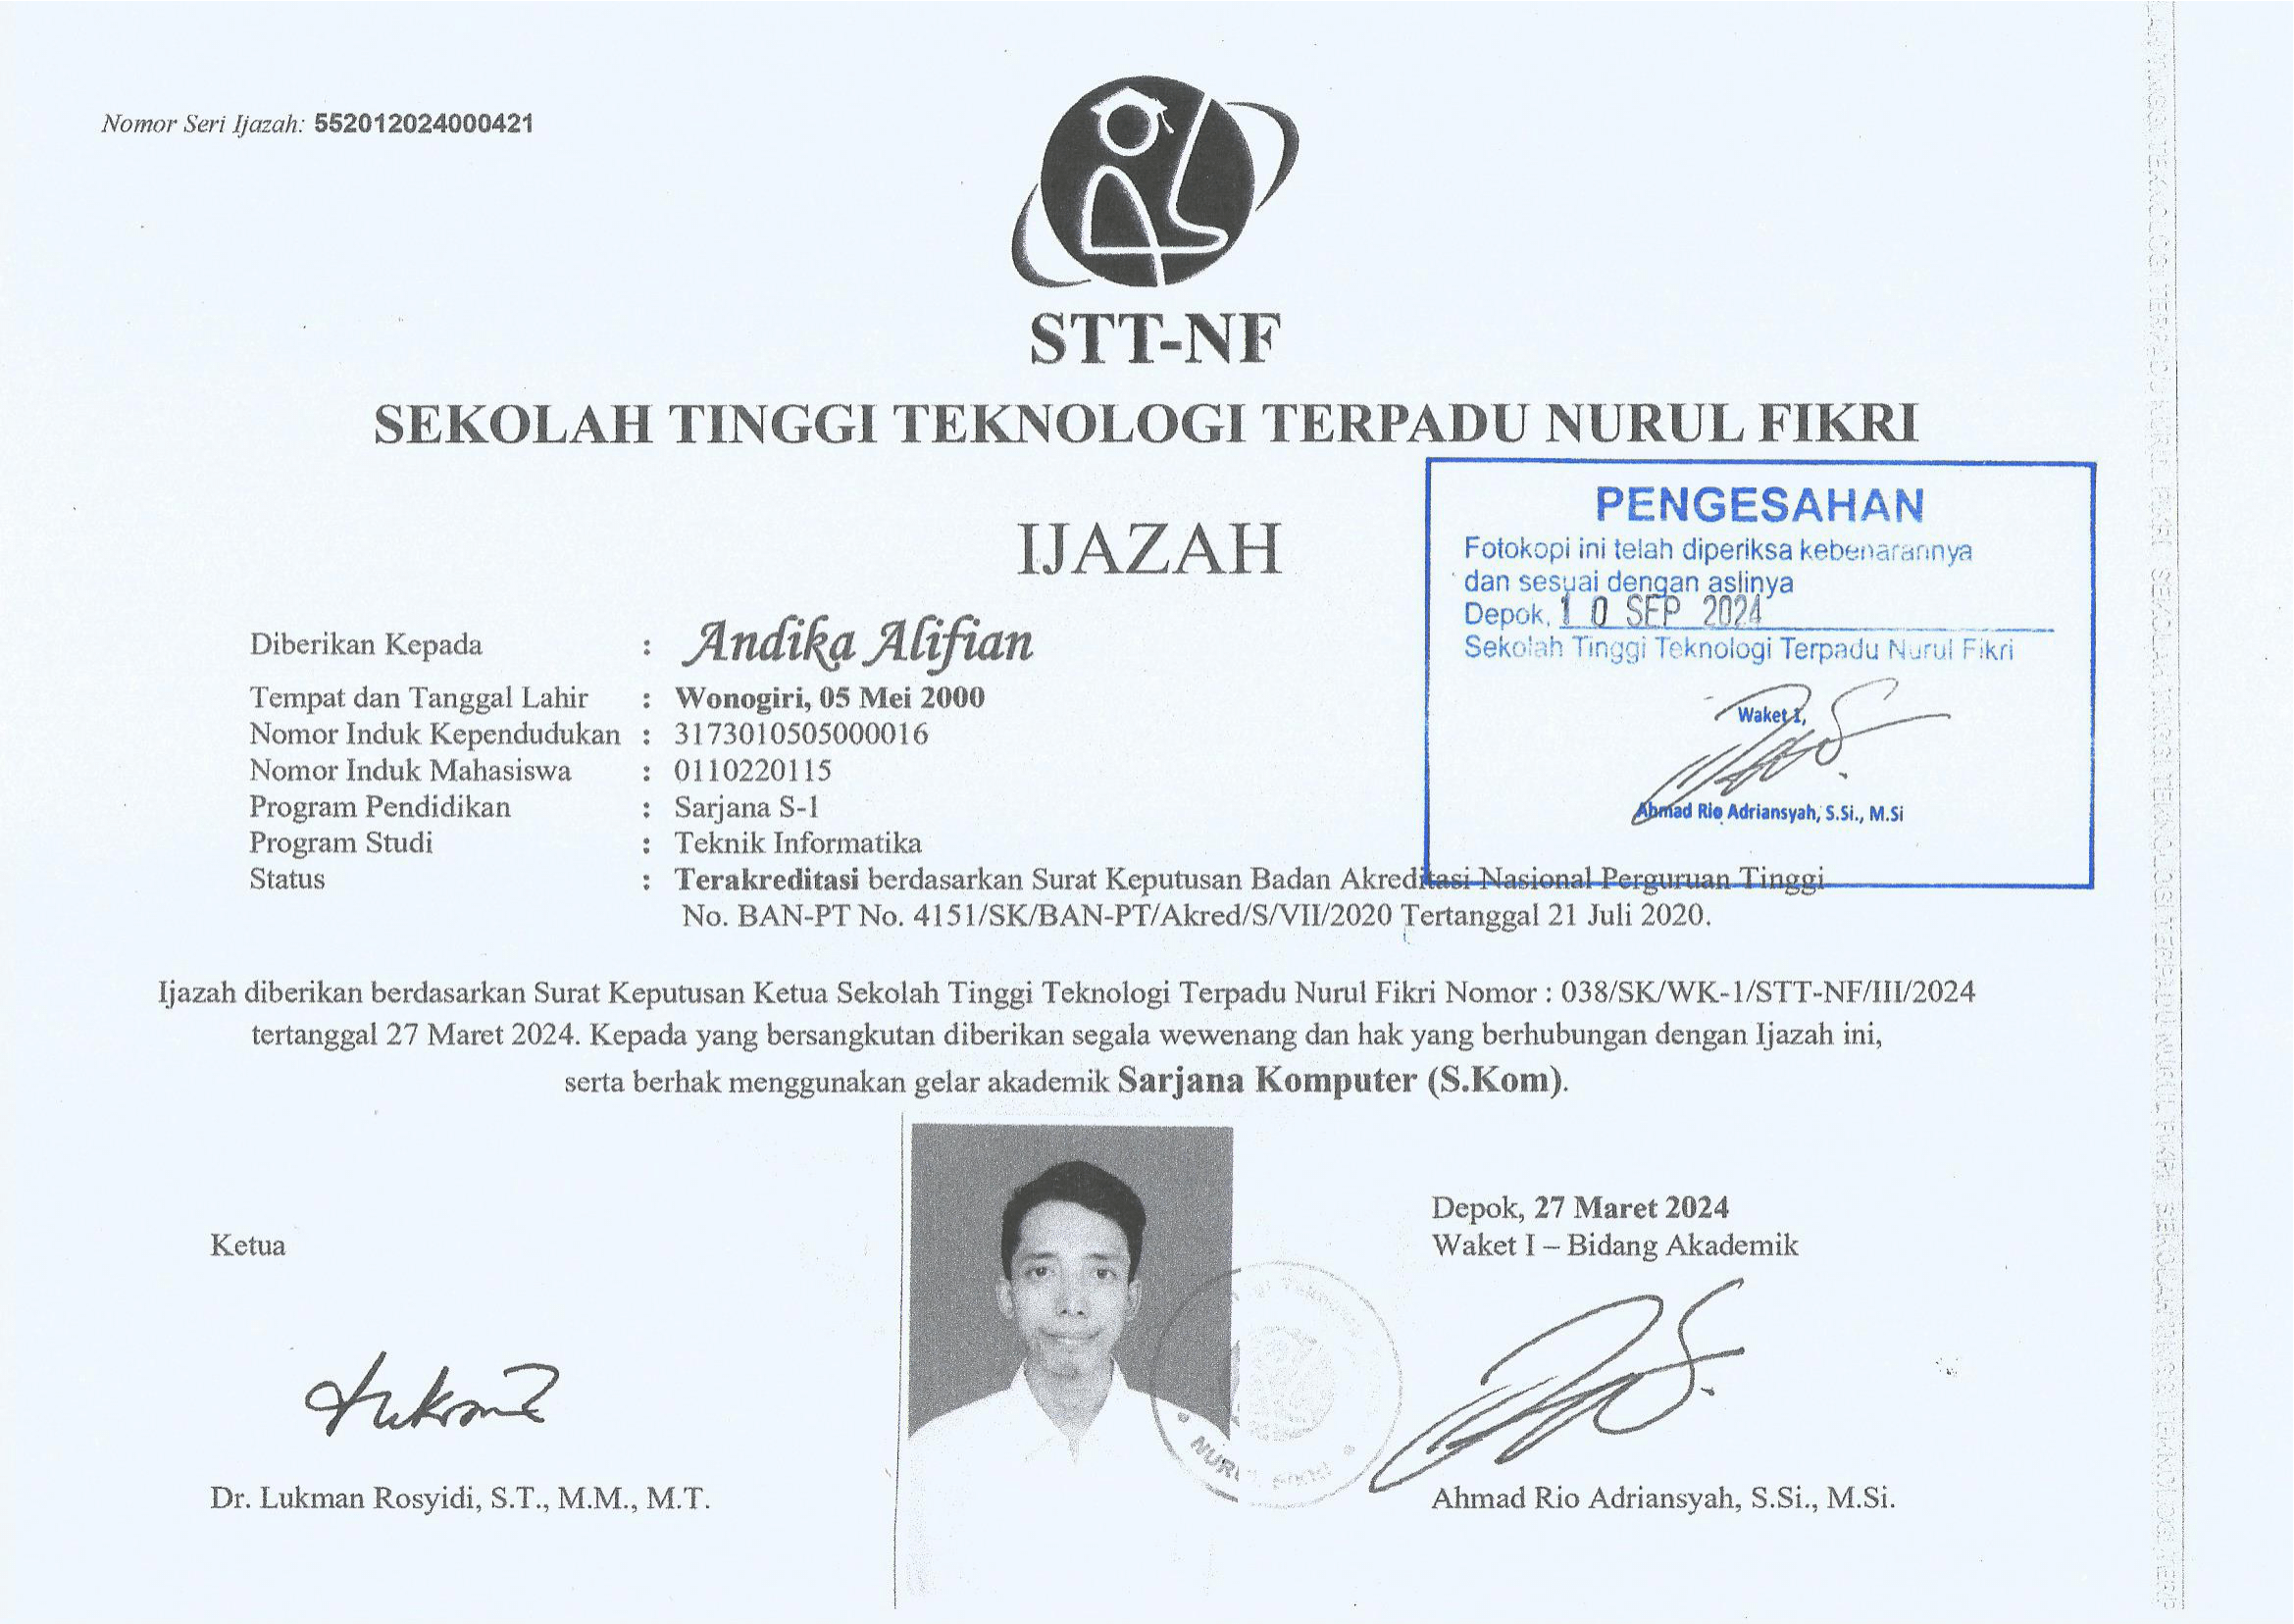 Nomor Seri Ijazah: 552012024000421
STT-NF
SEKOLAH TINGGI TEKNOLOGI TERPADU NURUL FIKRI
IJAZAH
PENGESAHAN
Fotokopi ini telah diperiksa kebenarannya
dan sesuai dengan aslinya
Depok, 10 SEP 2024
Sekolah Tinggi Teknologi Terpadu Nurul Fikri
Waket I,
Ahmad Rio Adriansyah, S.Si., M.Si
Diberikan Kepada : Andika Alifian
Tempat dan Tanggal Lahir : Wonogiri, 05 Mei 2000
Nomor Induk Kependudukan : 3173010505000016
Nomor Induk Mahasiswa : 0110220115
Program Pendidikan : Sarjana S-1
Program Studi : Teknik Informatika
Status : Terakreditasi berdasarkan Surat Keputusan Badan Akreditasi Nasional Perguruan Tinggi
No. BAN-PT No. 4151/SK/BAN-PT/Akred/S/VII/2020 Tertanggal 21 Juli 2020.
Ijazah diberikan berdasarkan Surat Keputusan Ketua Sekolah Tinggi Teknologi Terpadu Nurul Fikri Nomor : 038/SK/WK-1/STT-NF/III/2024
tertanggal 27 Maret 2024. Kepada yang bersangkutan diberikan segala wewenang dan hak yang berhubungan dengan Ijazah ini,
serta berhak menggunakan gelar akademik Sarjana Komputer (S.Kom).
Depok, 27 Maret 2024
Ketua
Waket I – Bidang Akademik
Dr. Lukman Rosyidi, S.T., M.M., M.T.
Ahmad Rio Adriansyah, S.Si., M.Si.